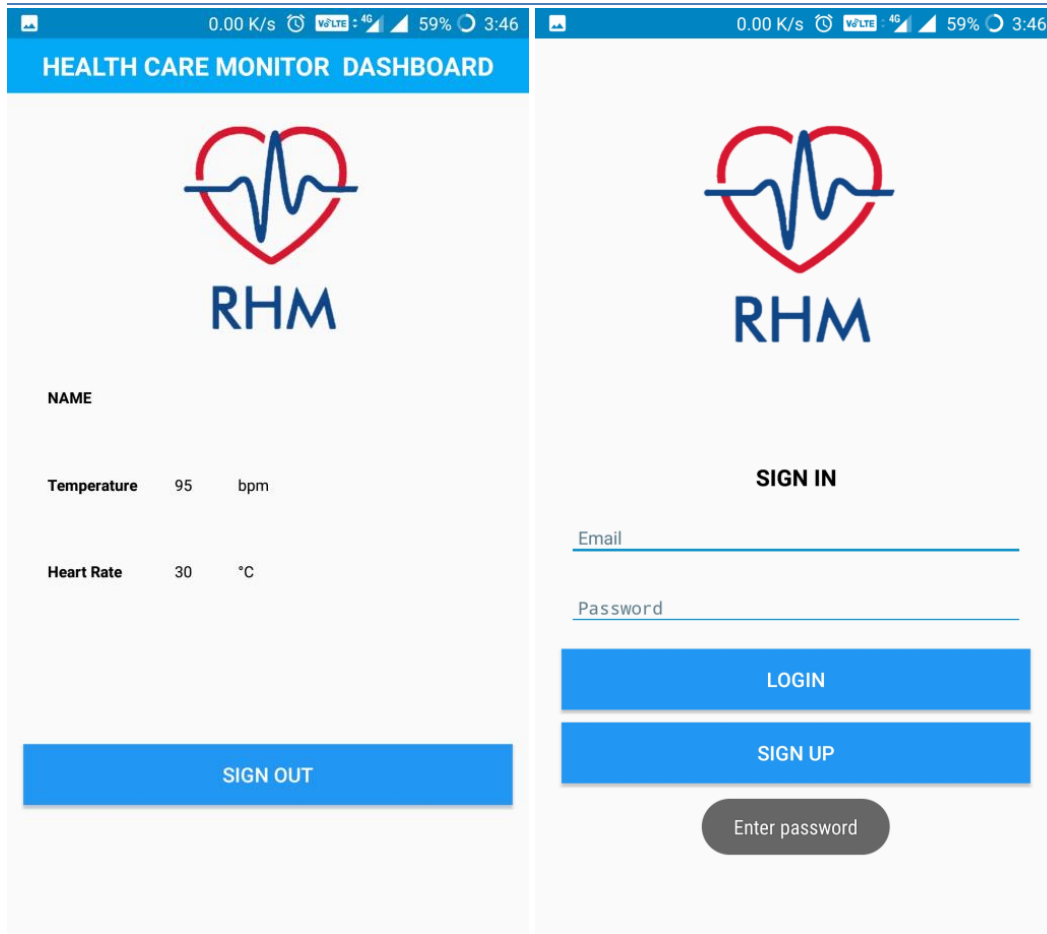 0.00 K/s VoLTE 4G 59% 3:46
HEALTH CARE MONITOR DASHBOARD
RHM
NAME
Temperature 95 bpm
Heart Rate 30 °C
SIGN OUT
0.00 K/s VoLTE 4G 59% 3:46
RHM
SIGN IN
Email
Password
LOGIN
SIGN UP
Enter password